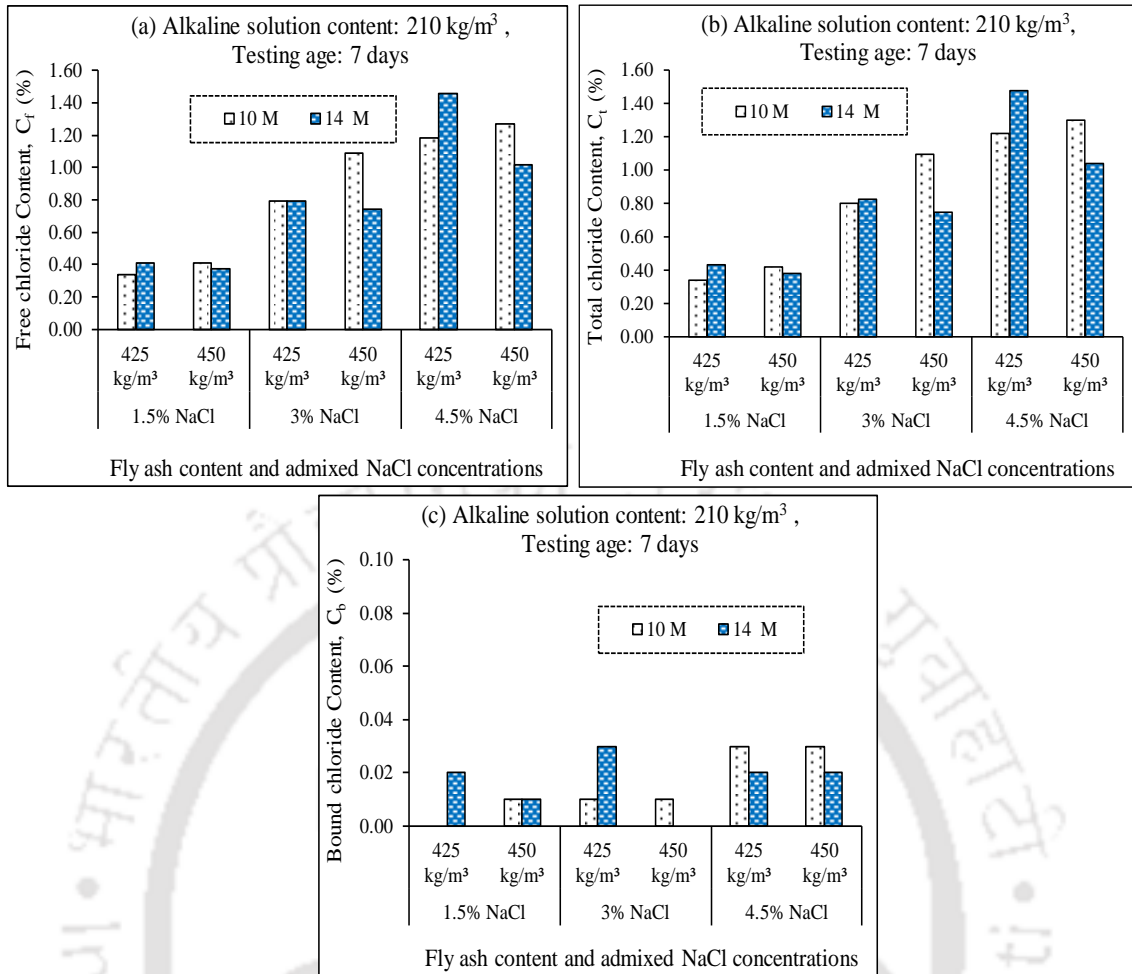 (a) Alkaline solution content: 210 kg/m³ ,
Testing age: 7 days
Free chloride Content, Cf (%)
1.60
1.40
1.20
1.00
0.80
0.60
0.40
0.20
0.00
10 M 14 M
425 450 425 450 425 450
kg/m³ kg/m³ kg/m³ kg/m³ kg/m³ kg/m³
1.5% NaCl 3% NaCl 4.5% NaCl
Fly ash content and admixed NaCl concentrations
(b) Alkaline solution content: 210 kg/m³,
Testing age: 7 days
Total chloride Content, Ct (%)
1.60
1.40
1.20
1.00
0.80
0.60
0.40
0.20
0.00
10 M 14 M
425 450 425 450 425 450
kg/m³ kg/m³ kg/m³ kg/m³ kg/m³ kg/m³
1.5% NaCl 3% NaCl 4.5% NaCl
Fly ash content and admixed NaCl concentrations
(c) Alkaline solution content: 210 kg/m³ ,
Testing age: 7 days
Bound chloride Content, Cb (%)
0.10
0.08
0.06
0.04
0.02
0.00
10 M 14 M
425 450 425 450 425 450
kg/m³ kg/m³ kg/m³ kg/m³ kg/m³ kg/m³
1.5% NaCl 3% NaCl 4.5% NaCl
Fly ash content and admixed NaCl concentrations
भारतीय